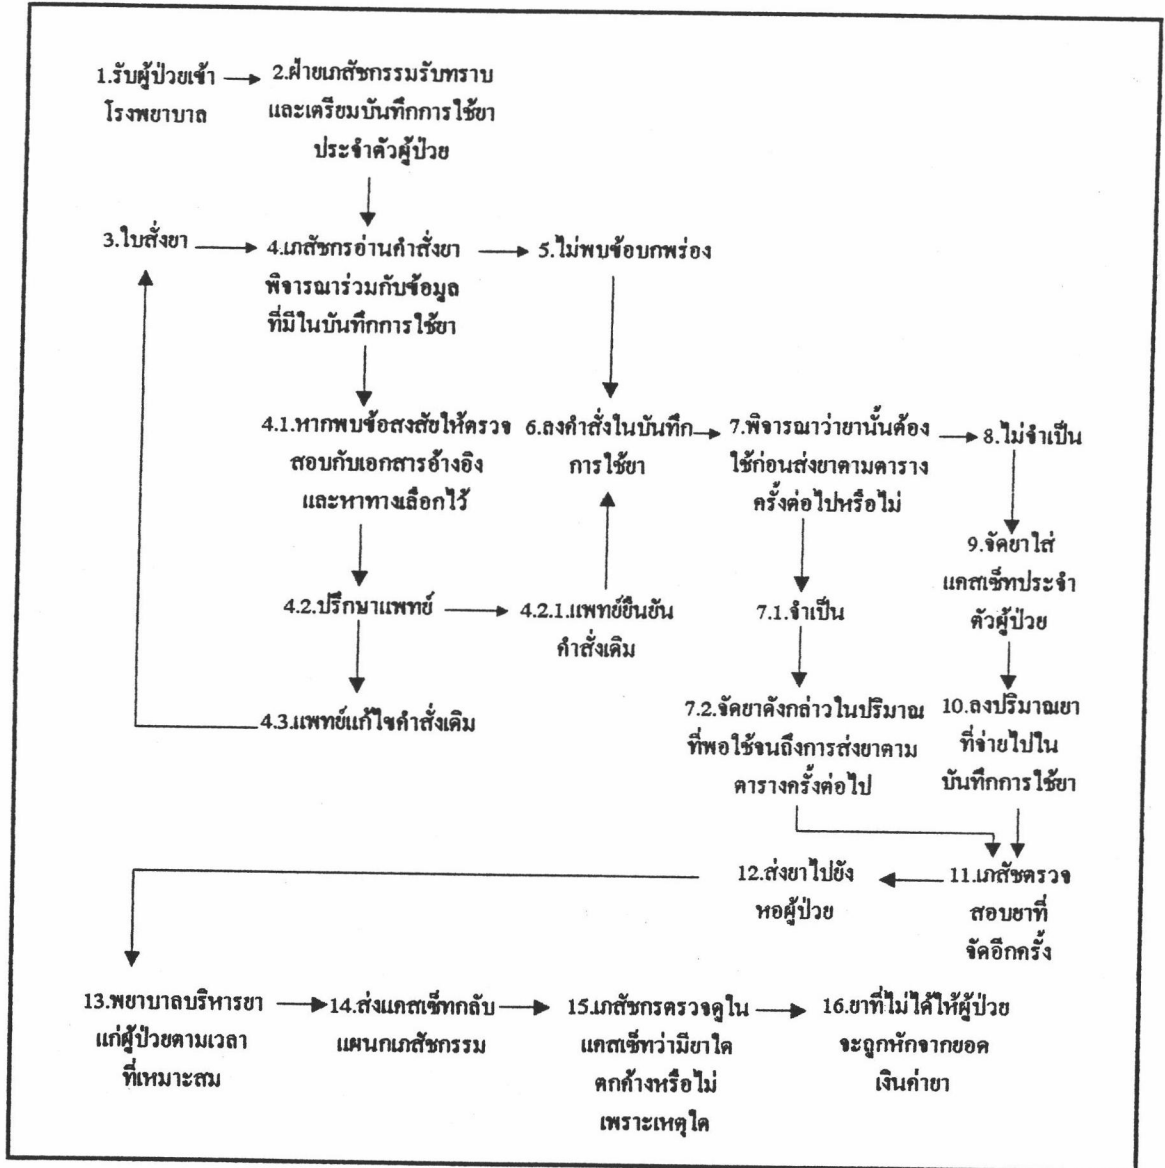 1.รับผู้ป่วยเข้า
โรงพยาบาล
2.ฝ่ายเภสัชกรรมรับทราบ
และเตรียมบันทึกการใช้ยา
ประจำตัวผู้ป่วย
3.ใบสั่งยา
4.เภสัชกรอ่านคำสั่งยา
พิจารณาร่วมกับข้อมูล
ที่มีในบันทึกการใช้ยา
5.ไม่พบข้อบกพร่อง
4.1.หากพบข้อสงสัยให้ตรวจ
สอบกับเอกสารอ้างอิง
และหาทางเลือกไว้
6.ลงคำสั่งในบันทึก
การใช้ยา
7.พิจารณาว่ายานั้นต้อง
ใช้ก่อนส่งยาตามตาราง
ครั้งต่อไปหรือไม่
8.ไม่จำเป็น
9.จัดยาใส่
แคสเซ็ทประจำ
ตัวผู้ป่วย
4.2.ปรึกษาแพทย์
4.2.1.แพทย์ยืนยัน
คำสั่งเดิม
7.1.จำเป็น
4.3.แพทย์แก้ไขคำสั่งเดิม
7.2.จัดยาดังกล่าวในปริมาณ
ที่พอใช้จนถึงการส่งยาตาม
ตารางครั้งต่อไป
10.ลงปริมาณยา
ที่จ่ายไปใน
บันทึกการใช้ยา
12.ส่งยาไปยัง
หอผู้ป่วย
11.เภสัชตรวจ
สอบยาที่
จัดอีกครั้ง
13.พยาบาลบริหารยา
แก่ผู้ป่วยตามเวลา
ที่เหมาะสม
14.ส่งแคสเซ็ทกลับ
แผนกเภสัชกรรม
15.เภสัชกรตรวจดูใน
แคสเซ็ทว่ามียาใด
ตกค้างหรือไม่
เพราะเหตุใด
16.ยาที่ไม่ได้ให้ผู้ป่วย
จะถูกหักจากยอด
เงินค่ายา